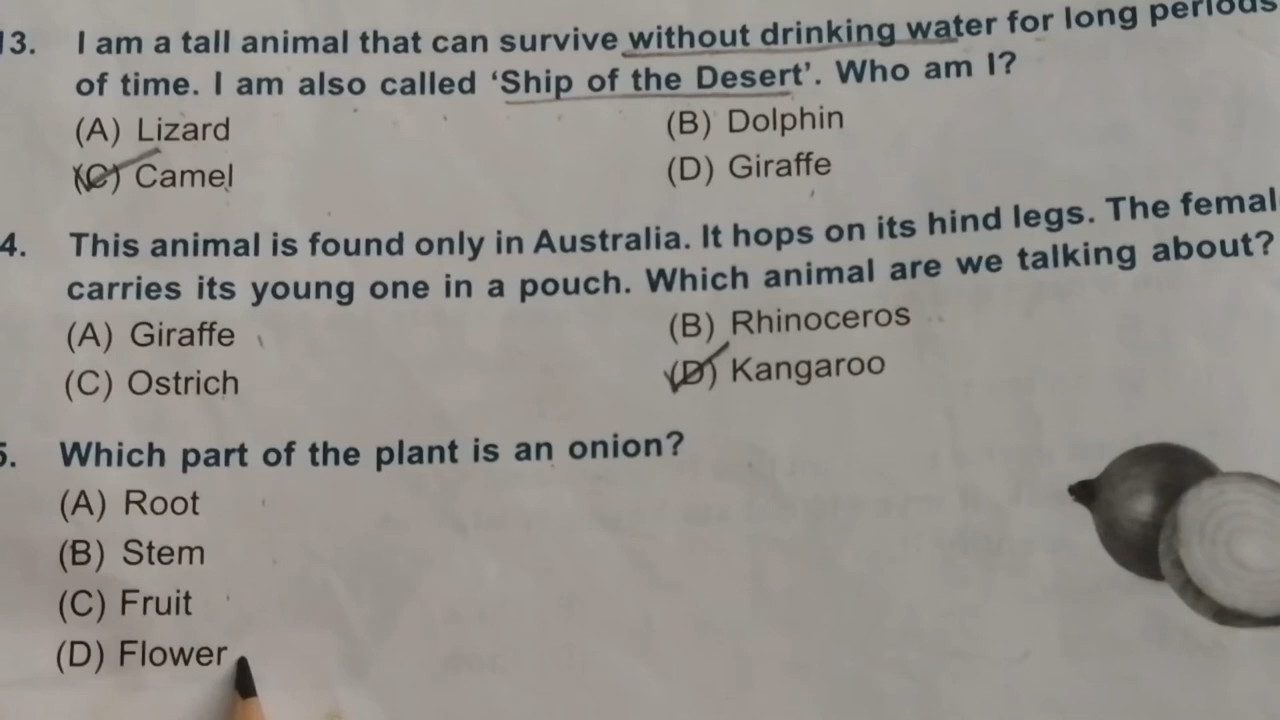 13. I am a tall animal that can survive without drinking water for long periods
of time. I am also called ‘Ship of the Desert’. Who am I?
(A) Lizard (B) Dolphin
(C) Camel (D) Giraffe
4. This animal is found only in Australia. It hops on its hind legs. The femal
carries its young one in a pouch. Which animal are we talking about?
(A) Giraffe (B) Rhinoceros
(C) Ostrich (D) Kangaroo
5. Which part of the plant is an onion?
(A) Root
(B) Stem
(C) Fruit
(D) Flower